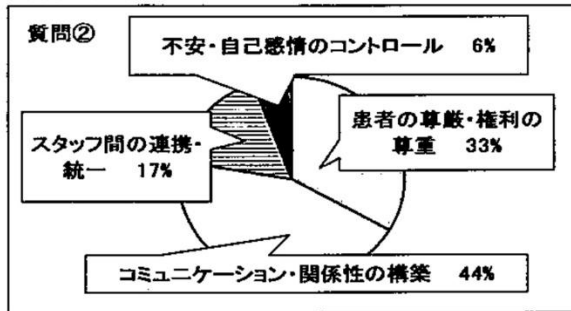 質問②
不安・自己感情のコントロール 6%
患者の尊厳・権利の
尊重 33%
スタッフ間の連携・
統一 17%
コミュニケーション・関係性の構築 44%